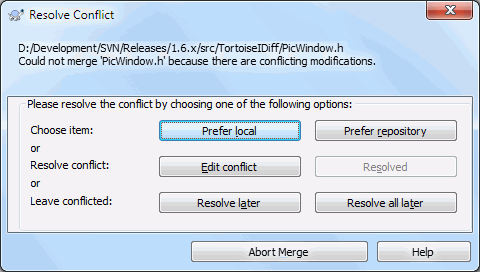 Resolve Conflict
D:/Development/SVN/Releases/1.6.x/src/TortoiseIDiff/PicWindow.h
Could not merge 'PicWindow.h' because there are conflicting modifications.
Please resolve the conflict by choosing one of the following options:
Choose item: Prefer local Prefer repository
or
Resolve conflict: Edit conflict Resolved
or
Leave conflicted: Resolve later Resolve all later
Abort Merge Help